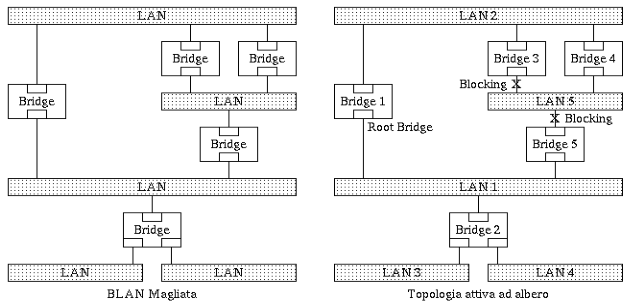 LAN
LAN 2
Bridge
Bridge
Bridge 3
Bridge 4
Blocking
Bridge
LAN
Bridge 1
LAN 5
Root Bridge
Blocking
Bridge
Bridge 5
LAN
LAN 1
Bridge
Bridge 2
LAN
LAN
LAN 3
LAN 4
BLAN Magliata
Topologia attiva ad albero